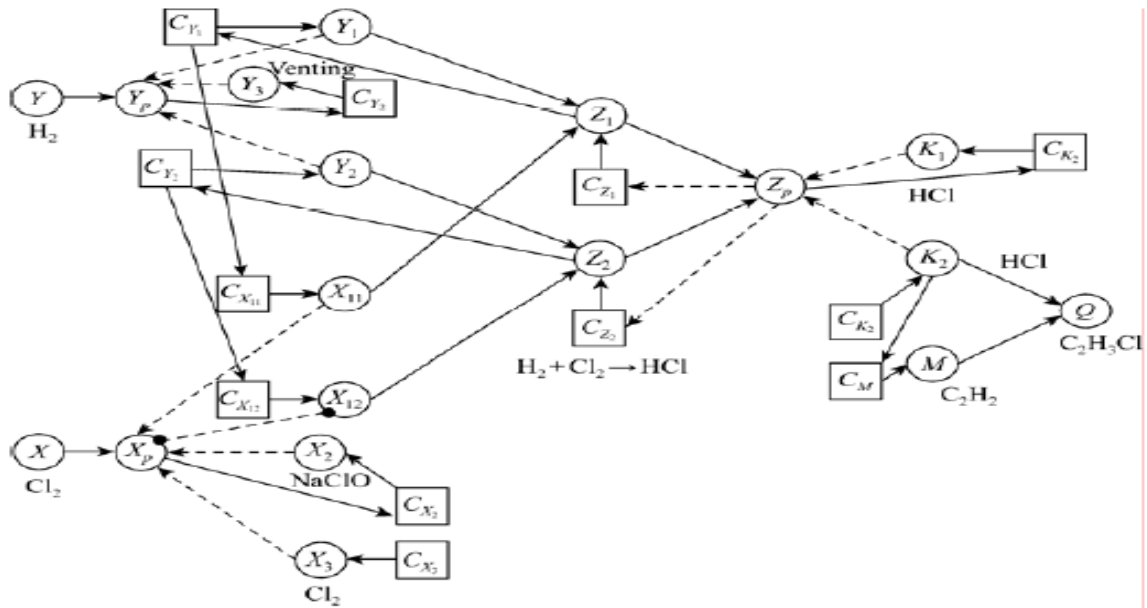 C_{Y_1} Y_1
Venting
Y Y_p Y_3 C_{Y_2}
H_2
Z_1
C_{Y_2} Y_2
K_1 C_{K_2}
C_{Z_1} Z_p
HCl
Z_2 K_2 HCl
C_{X_{11}} X_{11}
C_{Z_2} C_{K_2} Q
C_2H_3Cl
H_2+Cl_2→HCl
C_M M
C_2H_2
C_{X_{12}} X_{12}
X X_p X_2
Cl_2 NaClO
C_{X_2}
X_3 C_{X_3}
Cl_2